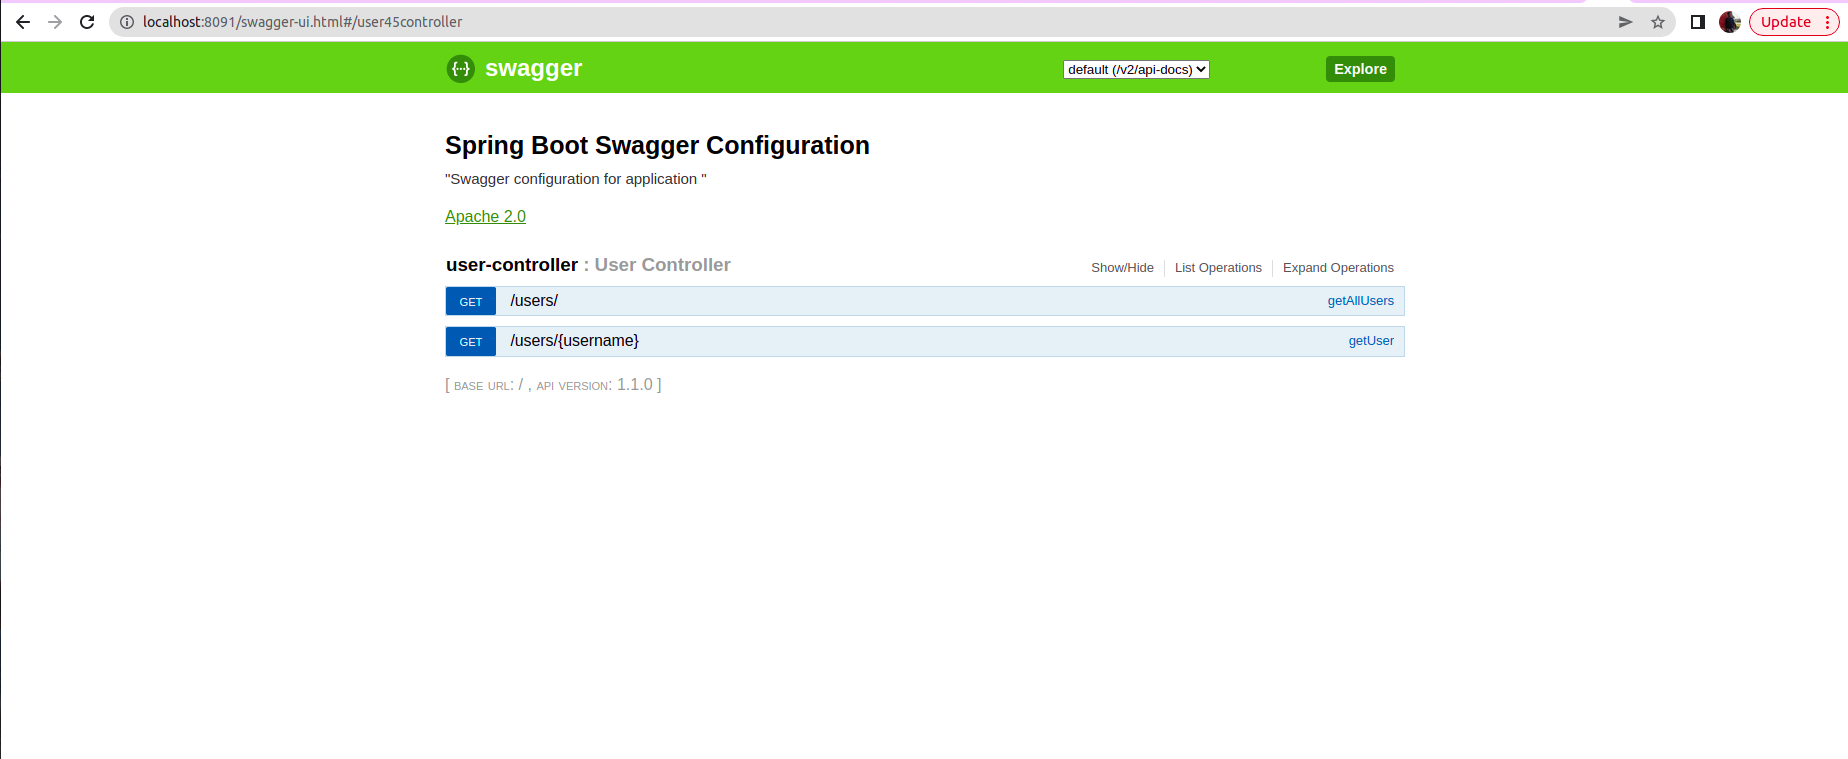 localhost:8091/swagger-ui.html#/user45controller
Update
{···} swagger
default (/v2/api-docs)
Explore
Spring Boot Swagger Configuration
"Swagger configuration for application "
Apache 2.0
user-controller : User Controller
Show/Hide
List Operations
Expand Operations
GET /users/ getAllUsers
GET /users/{username} getUser
[ BASE URL: / , API VERSION: 1.1.0 ]